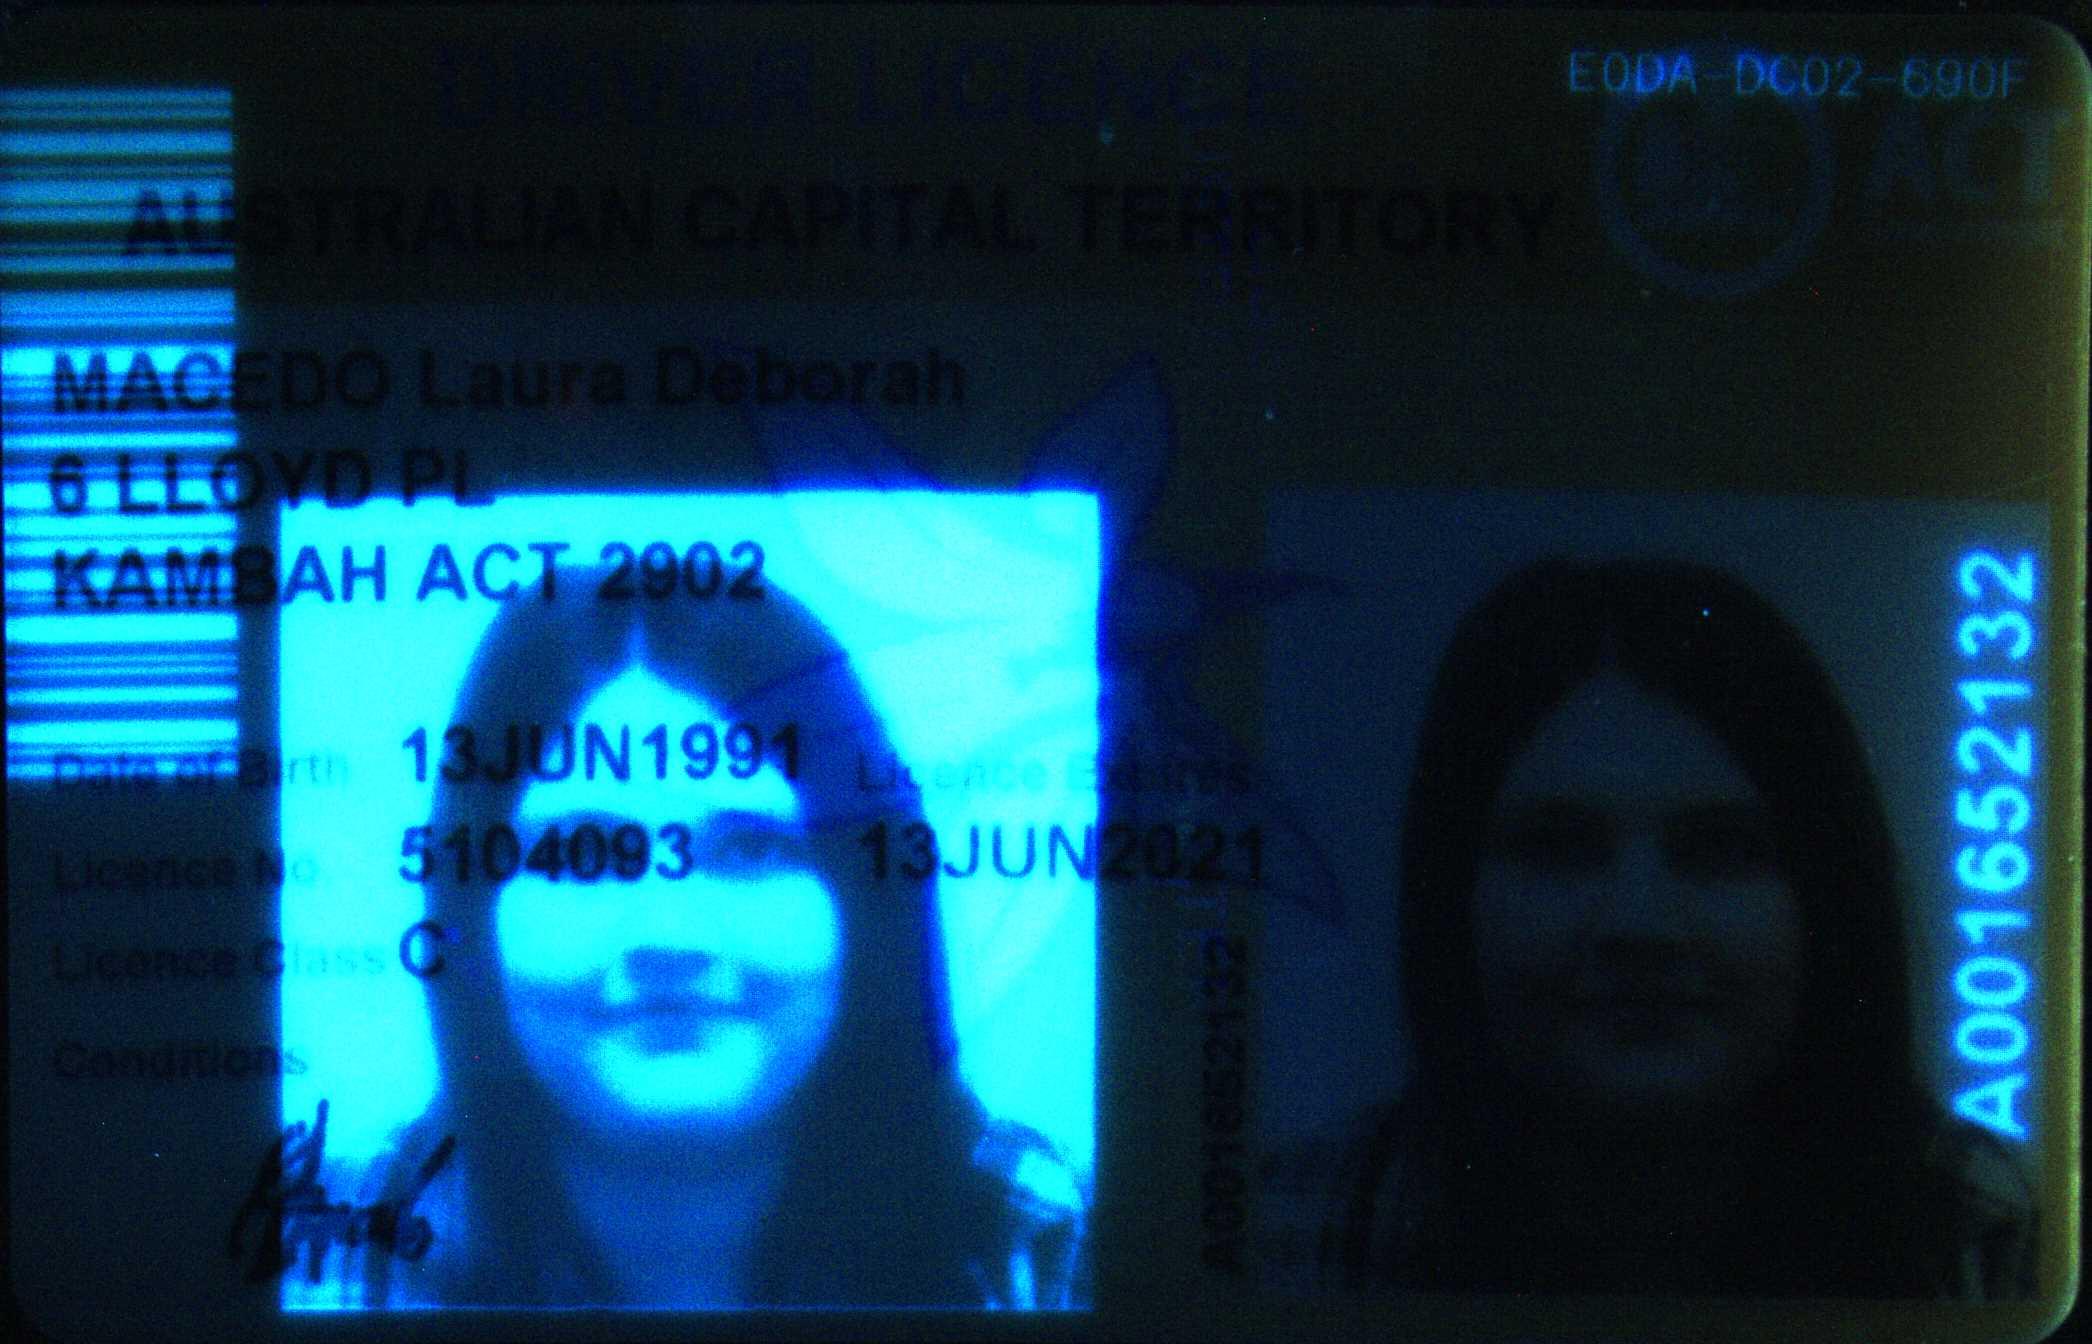 DRIVER LICENCE
E0DA-DC02-690F
ACT
AUSTRALIAN CAPITAL TERRITORY
MACEDO Laura Deborah
6 LLOYD PL
KAMBAH ACT 2902
Date of Birth 13JUN1991 Licence Expires
Licence No. 5104093 13JUN2021
Licence Class C
Conditions
A001652132
A001652132